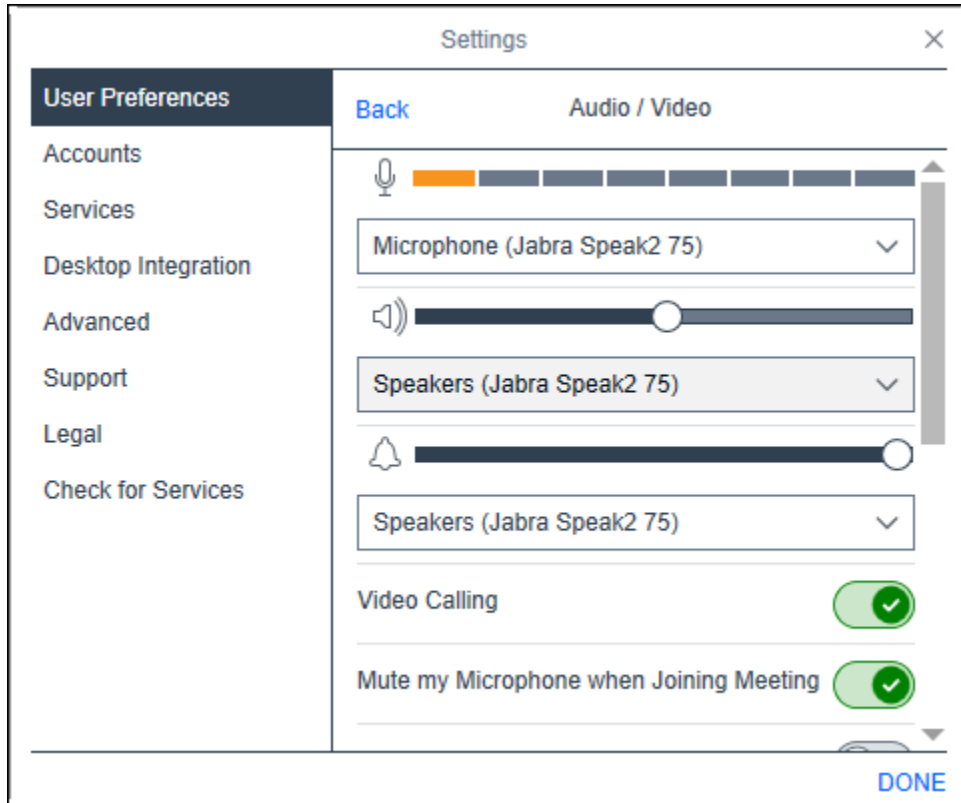 Settings
User Preferences
Accounts
Services
Desktop Integration
Advanced
Support
Legal
Check for Services
Back
Audio / Video
Microphone (Jabra Speak2 75)
Speakers (Jabra Speak2 75)
Speakers (Jabra Speak2 75)
Video Calling
Mute my Microphone when Joining Meeting
DONE